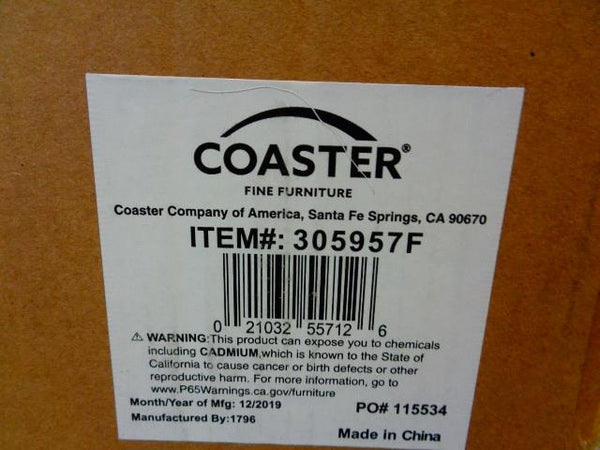 COASTER®
FINE FURNITURE
Coaster Company of America, Santa Fe Springs, CA 90670
ITEM#: 305957F
0 21032 55712 6
⚠ WARNING:This product can expose you to chemicals
including CADMIUM,which is known to the State of
California to cause cancer or birth defects or other
reproductive harm. For more information, go to
www.P65Warnings.ca.gov/furniture
Month/Year of Mfg: 12/2019
PO# 115534
Manufactured By:1796
Made in China